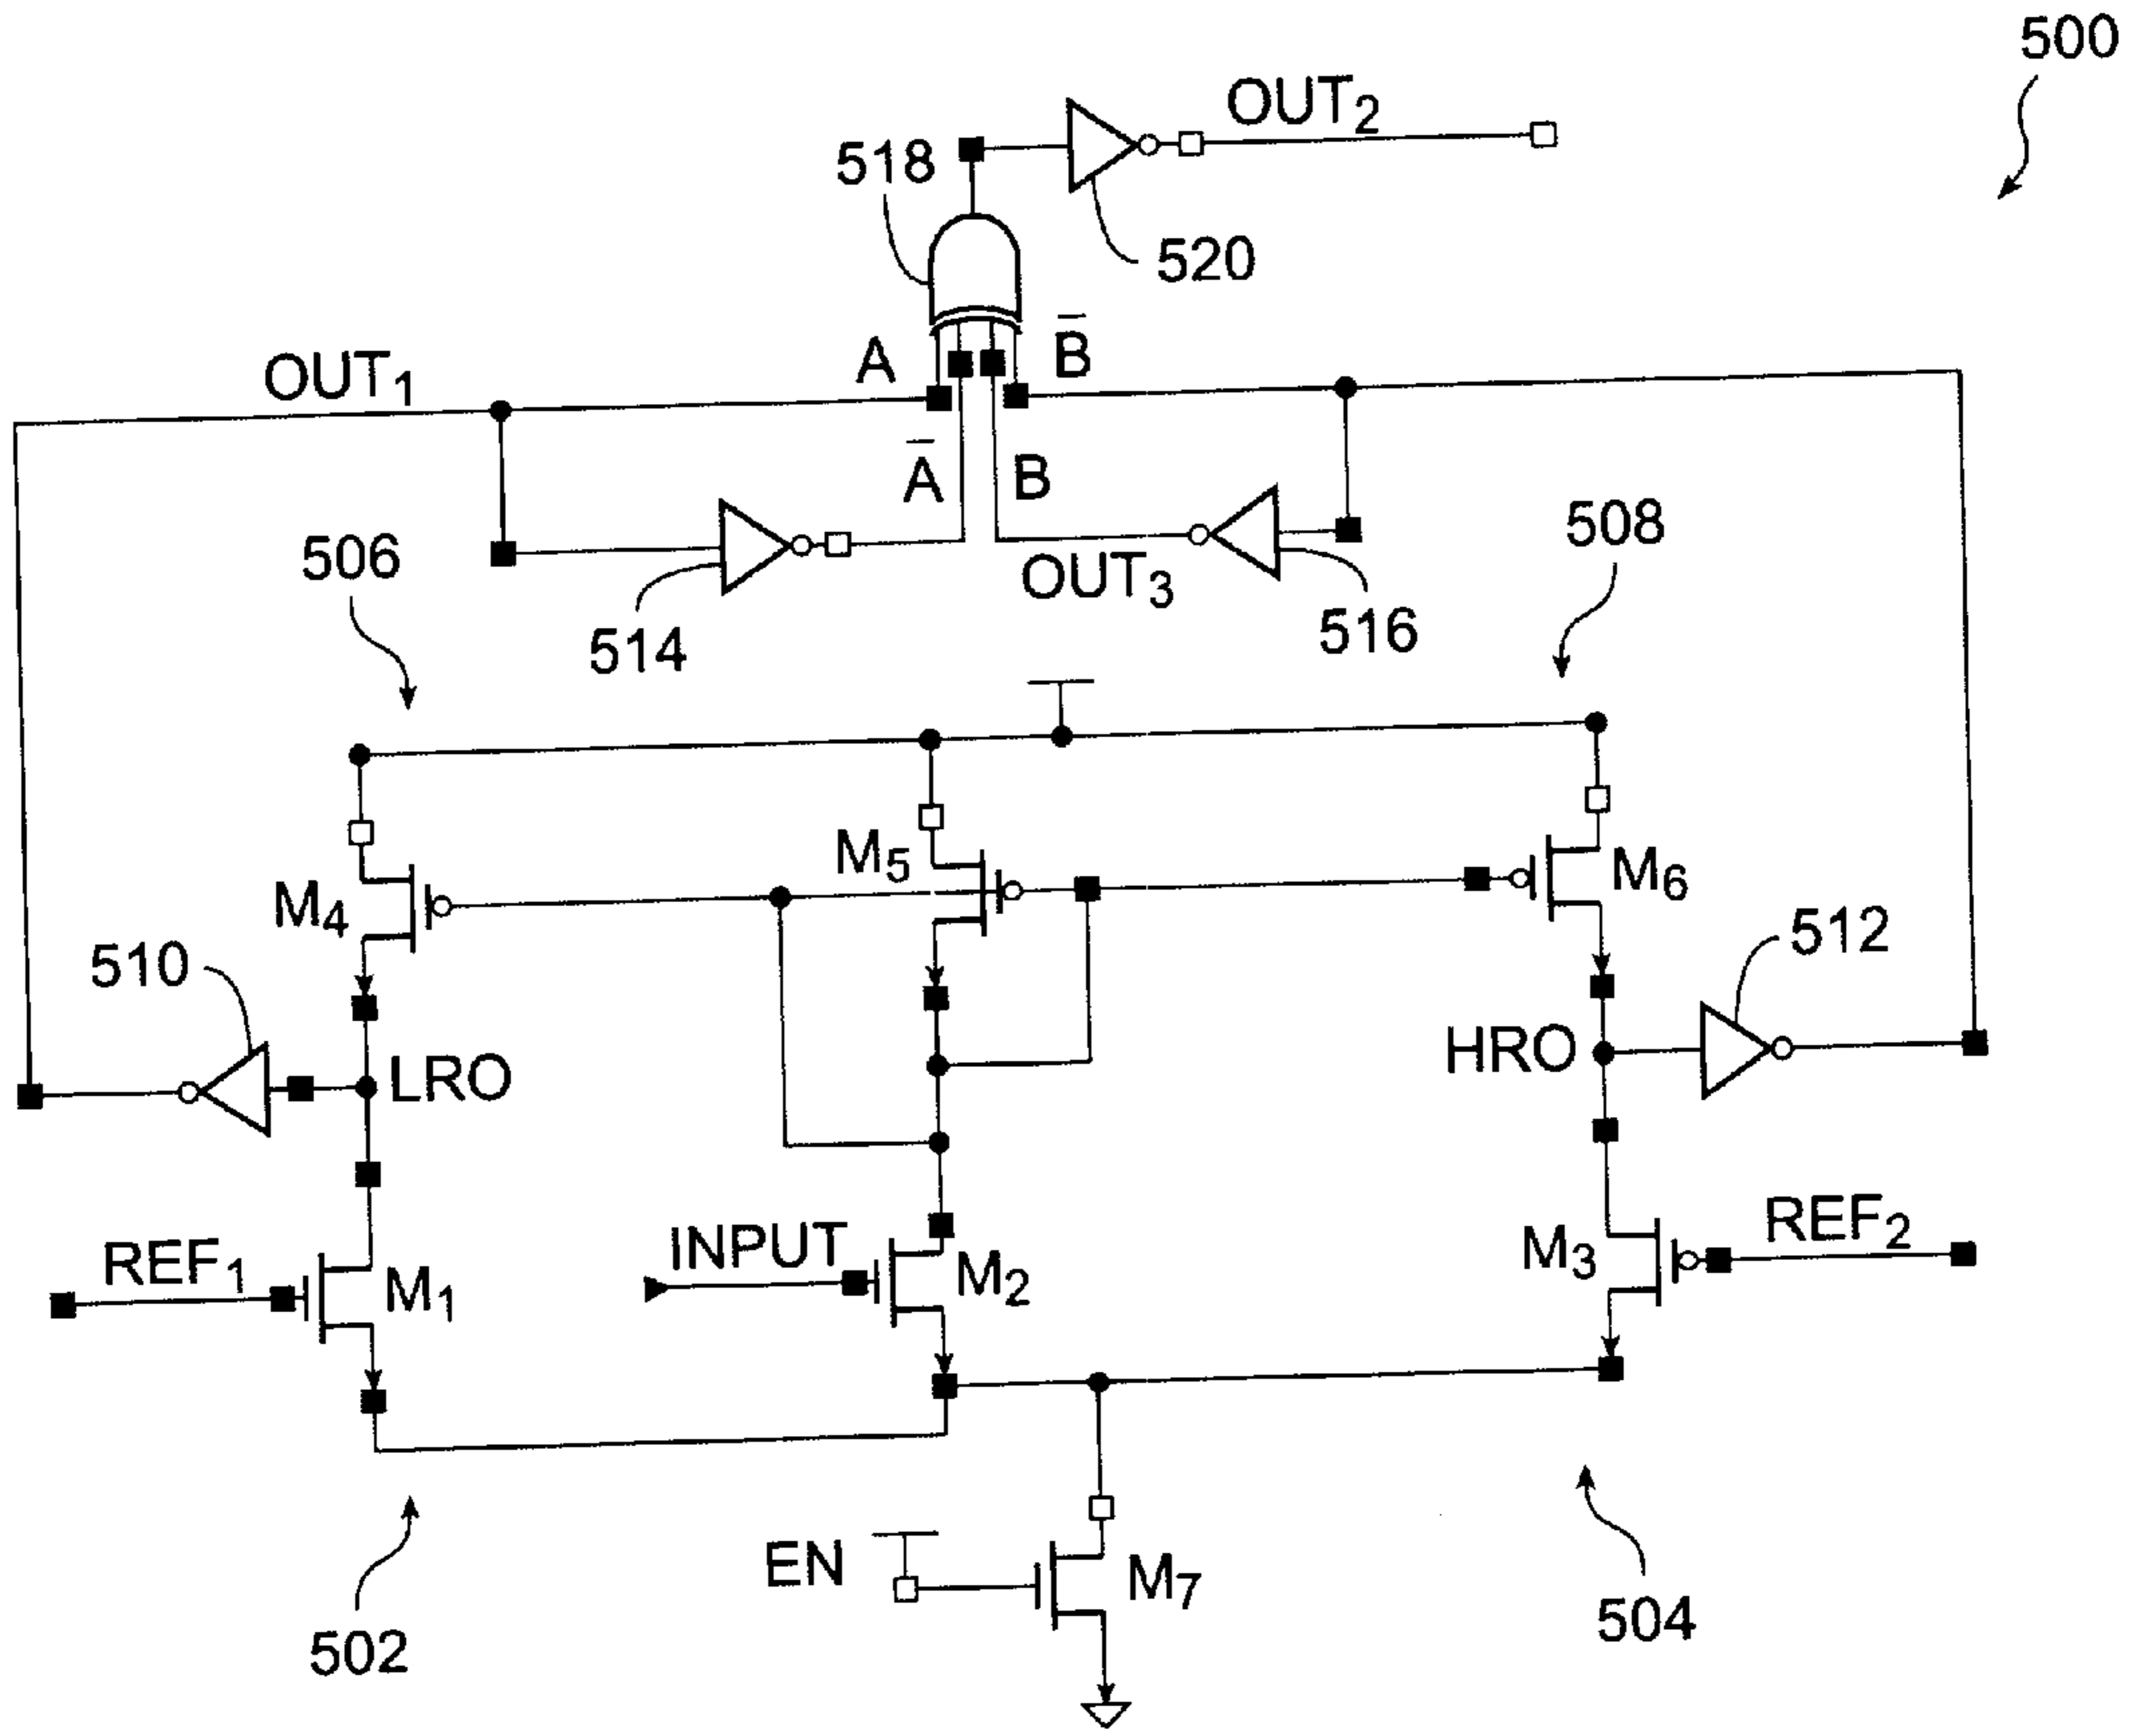 500
OUT₂
518
520
OUT₁
A
B̅
A̅
B
506
508
OUT₃
514
516
M₅
M₆
M₄
510
512
LRO
HRO
REF₁
M₁
INPUT
M₂
M₃
REF₂
EN
M₇
502
504